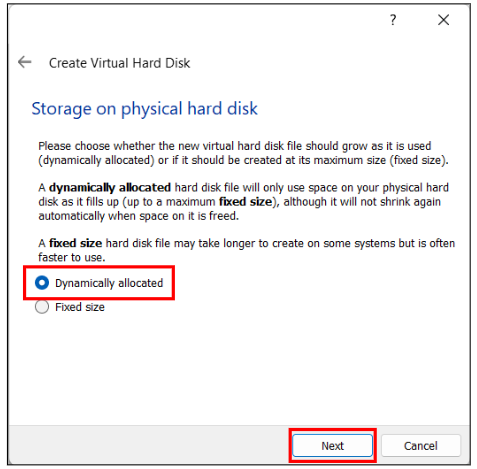 ?
Create Virtual Hard Disk
Storage on physical hard disk
Please choose whether the new virtual hard disk file should grow as it is used
(dynamically allocated) or if it should be created at its maximum size (fixed size).
A dynamically allocated hard disk file will only use space on your physical hard
disk as it fills up (up to a maximum fixed size), although it will not shrink again
automatically when space on it is freed.
A fixed size hard disk file may take longer to create on some systems but is often
faster to use.
Dynamically allocated
Fixed size
Next Cancel